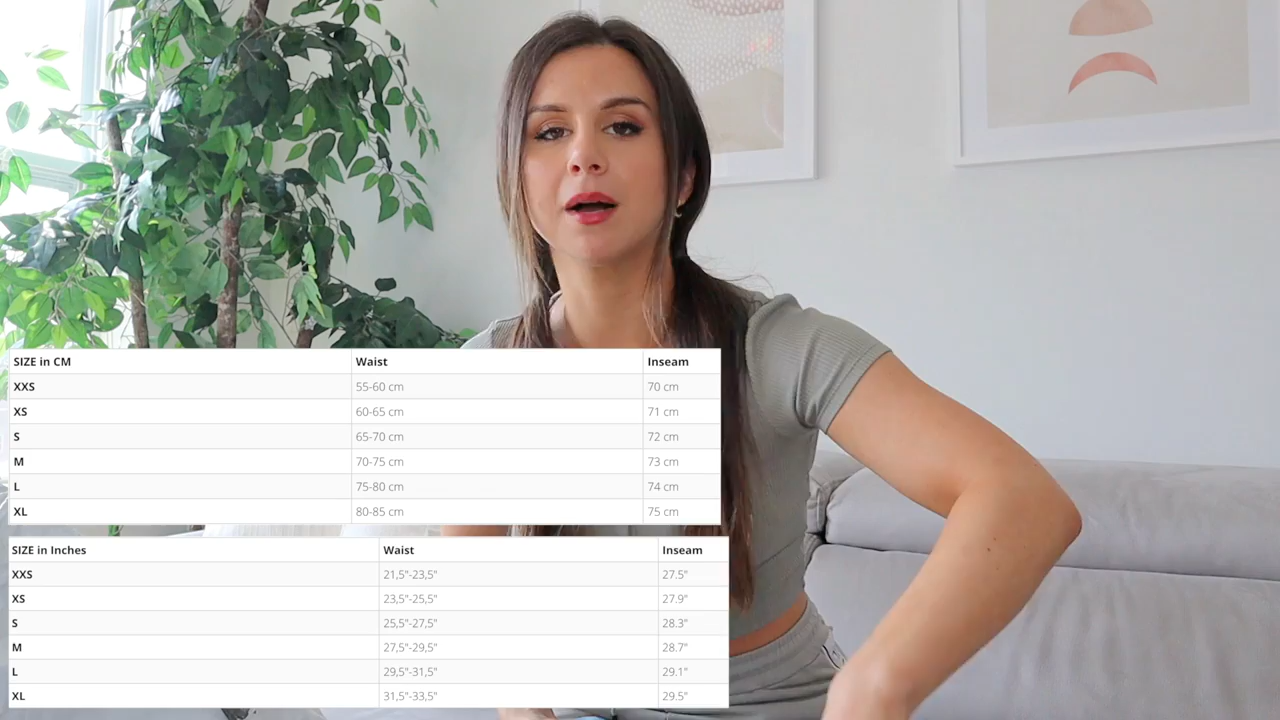 SIZE in CM Waist Inseam
XXS 55-60 cm 70 cm
XS 60-65 cm 71 cm
S 65-70 cm 72 cm
M 70-75 cm 73 cm
L 75-80 cm 74 cm
XL 80-85 cm 75 cm
SIZE in Inches Waist Inseam
XXS 21,5"-23,5" 27.5"
XS 23,5"-25,5" 27.9"
S 25,5"-27,5" 28.3"
M 27,5"-29,5" 28.7"
L 29,5"-31,5" 29.1"
XL 31,5"-33,5" 29.5"